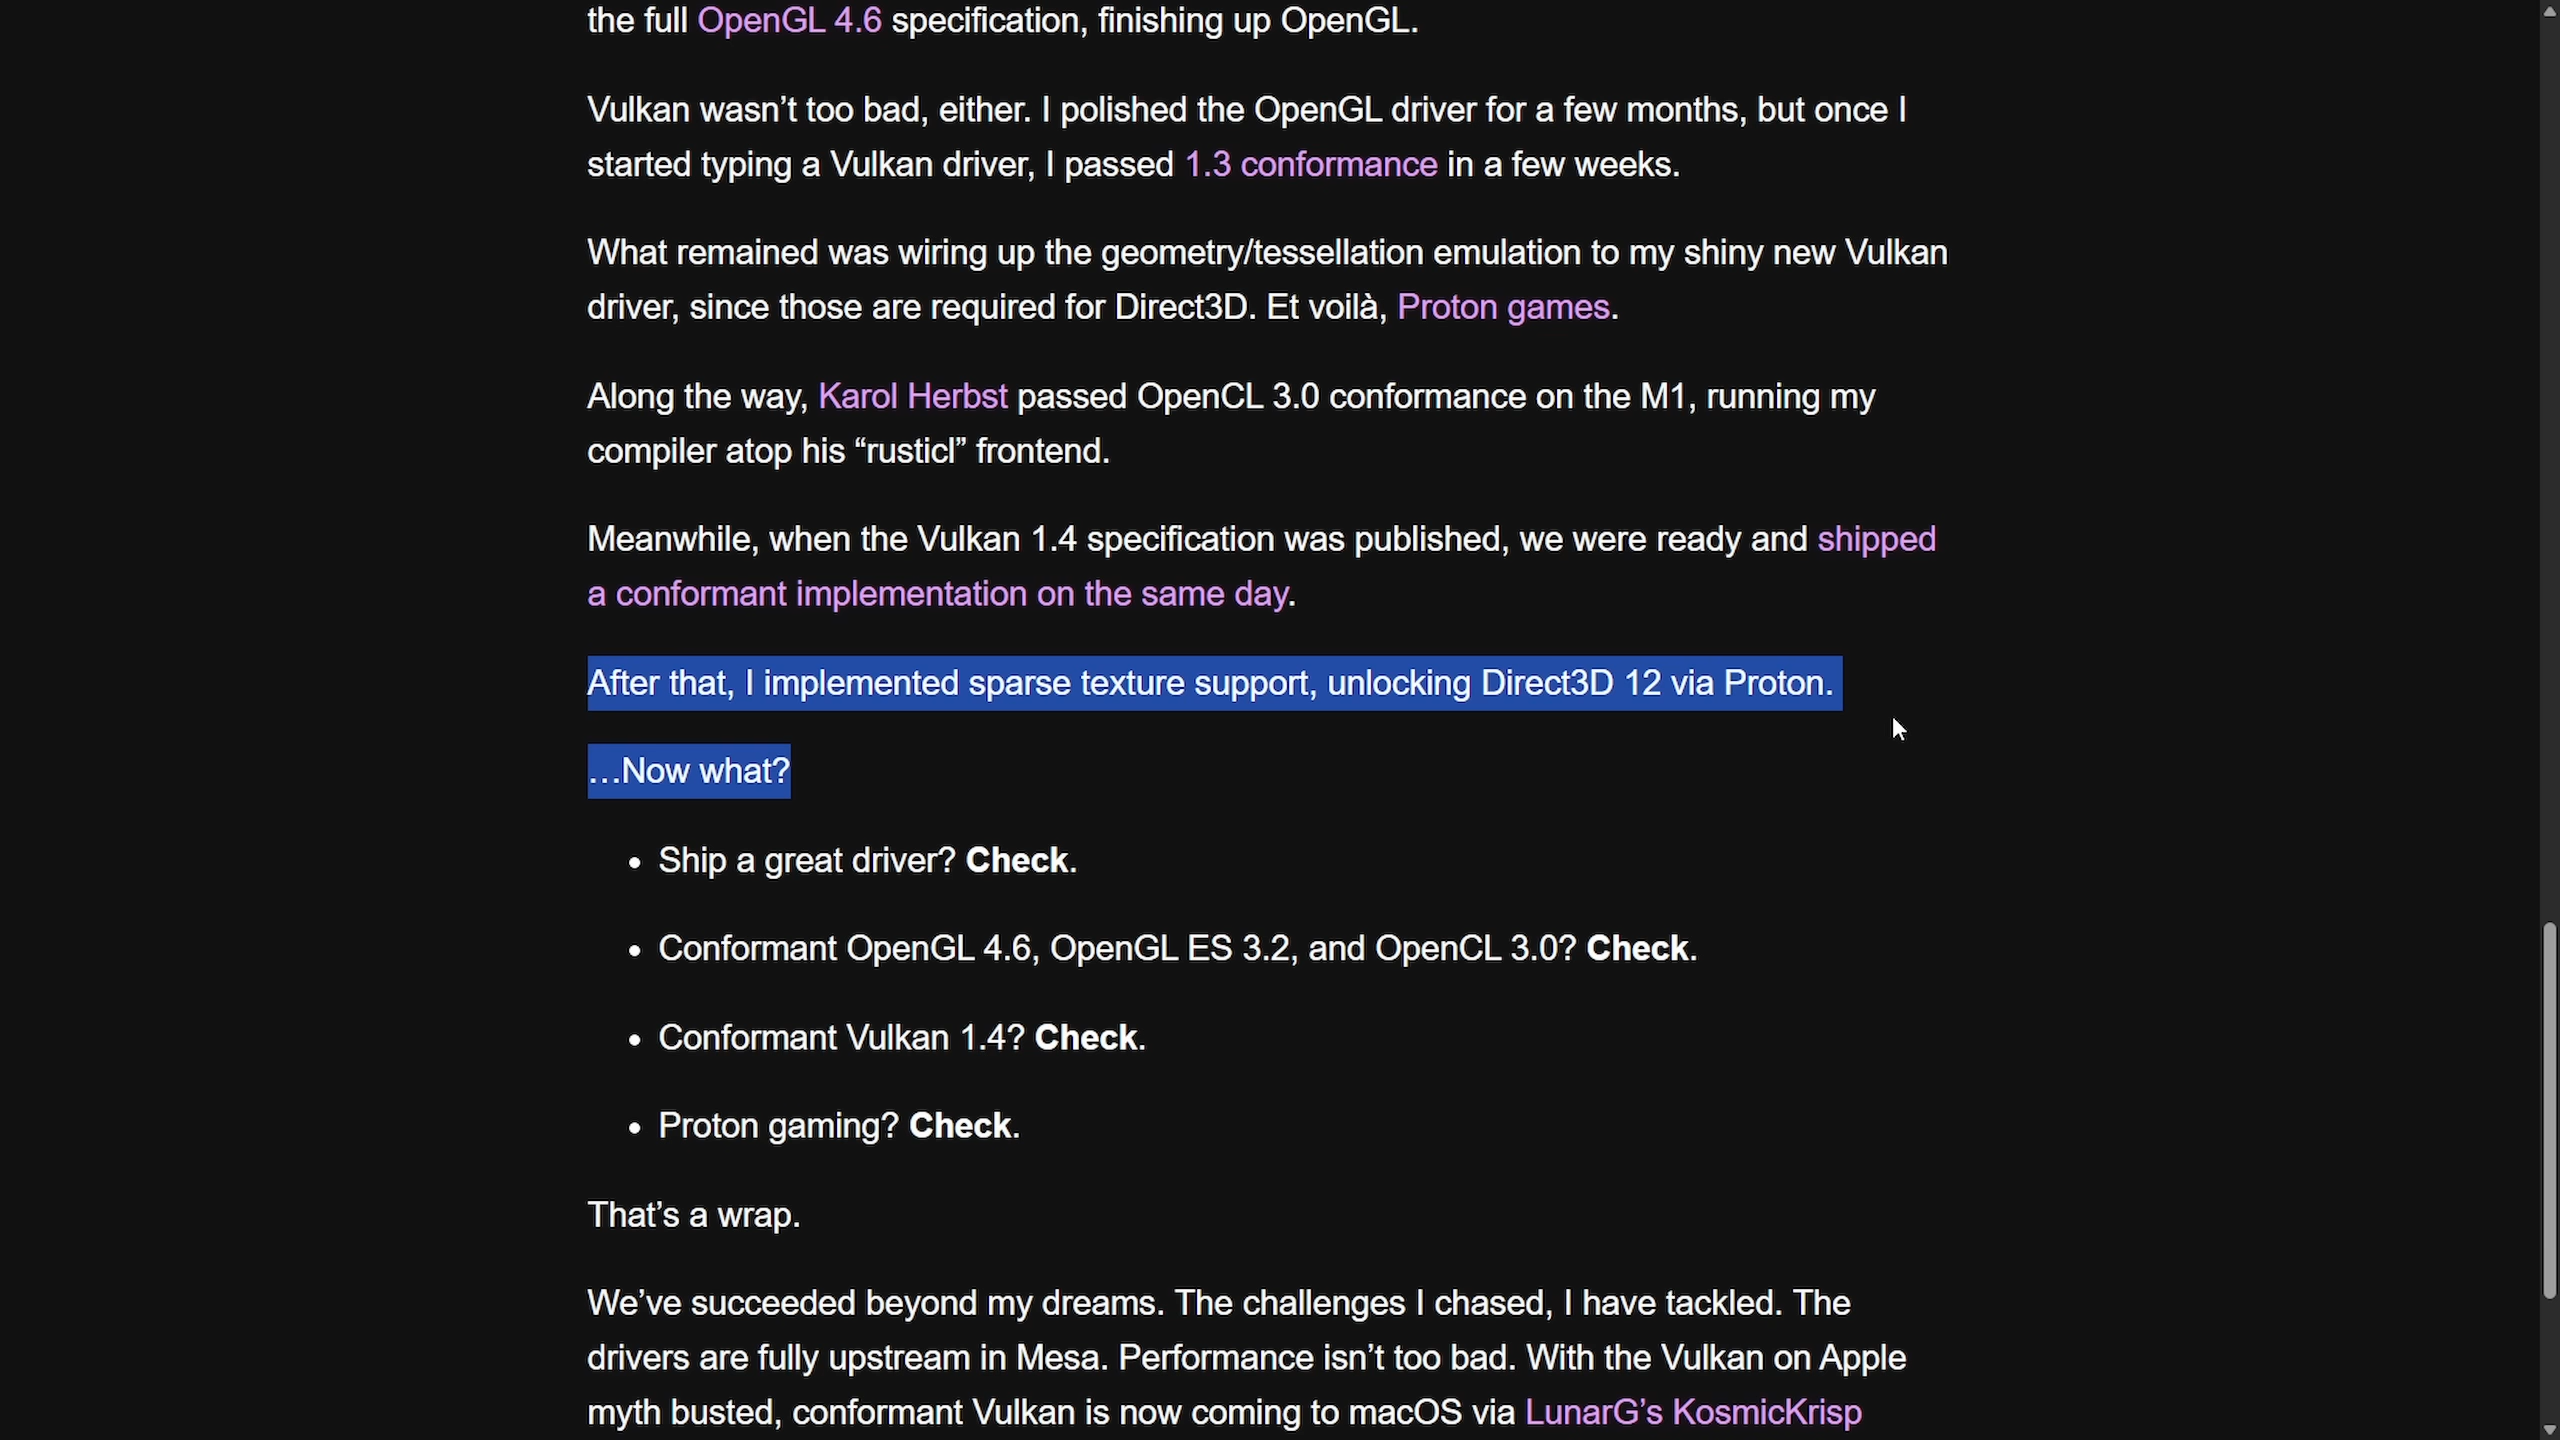 the full OpenGL 4.6 specification, finishing up OpenGL.
Vulkan wasn’t too bad, either. I polished the OpenGL driver for a few months, but once I
started typing a Vulkan driver, I passed 1.3 conformance in a few weeks.
What remained was wiring up the geometry/tessellation emulation to my shiny new Vulkan
driver, since those are required for Direct3D. Et voilà, Proton games.
Along the way, Karol Herbst passed OpenCL 3.0 conformance on the M1, running my
compiler atop his “rusticl” frontend.
Meanwhile, when the Vulkan 1.4 specification was published, we were ready and shipped
a conformant implementation on the same day.
After that, I implemented sparse texture support, unlocking Direct3D 12 via Proton.
…Now what?
• Ship a great driver? Check.
• Conformant OpenGL 4.6, OpenGL ES 3.2, and OpenCL 3.0? Check.
• Conformant Vulkan 1.4? Check.
• Proton gaming? Check.
That’s a wrap.
We’ve succeeded beyond my dreams. The challenges I chased, I have tackled. The
drivers are fully upstream in Mesa. Performance isn’t too bad. With the Vulkan on Apple
myth busted, conformant Vulkan is now coming to macOS via LunarG’s KosmicKrisp